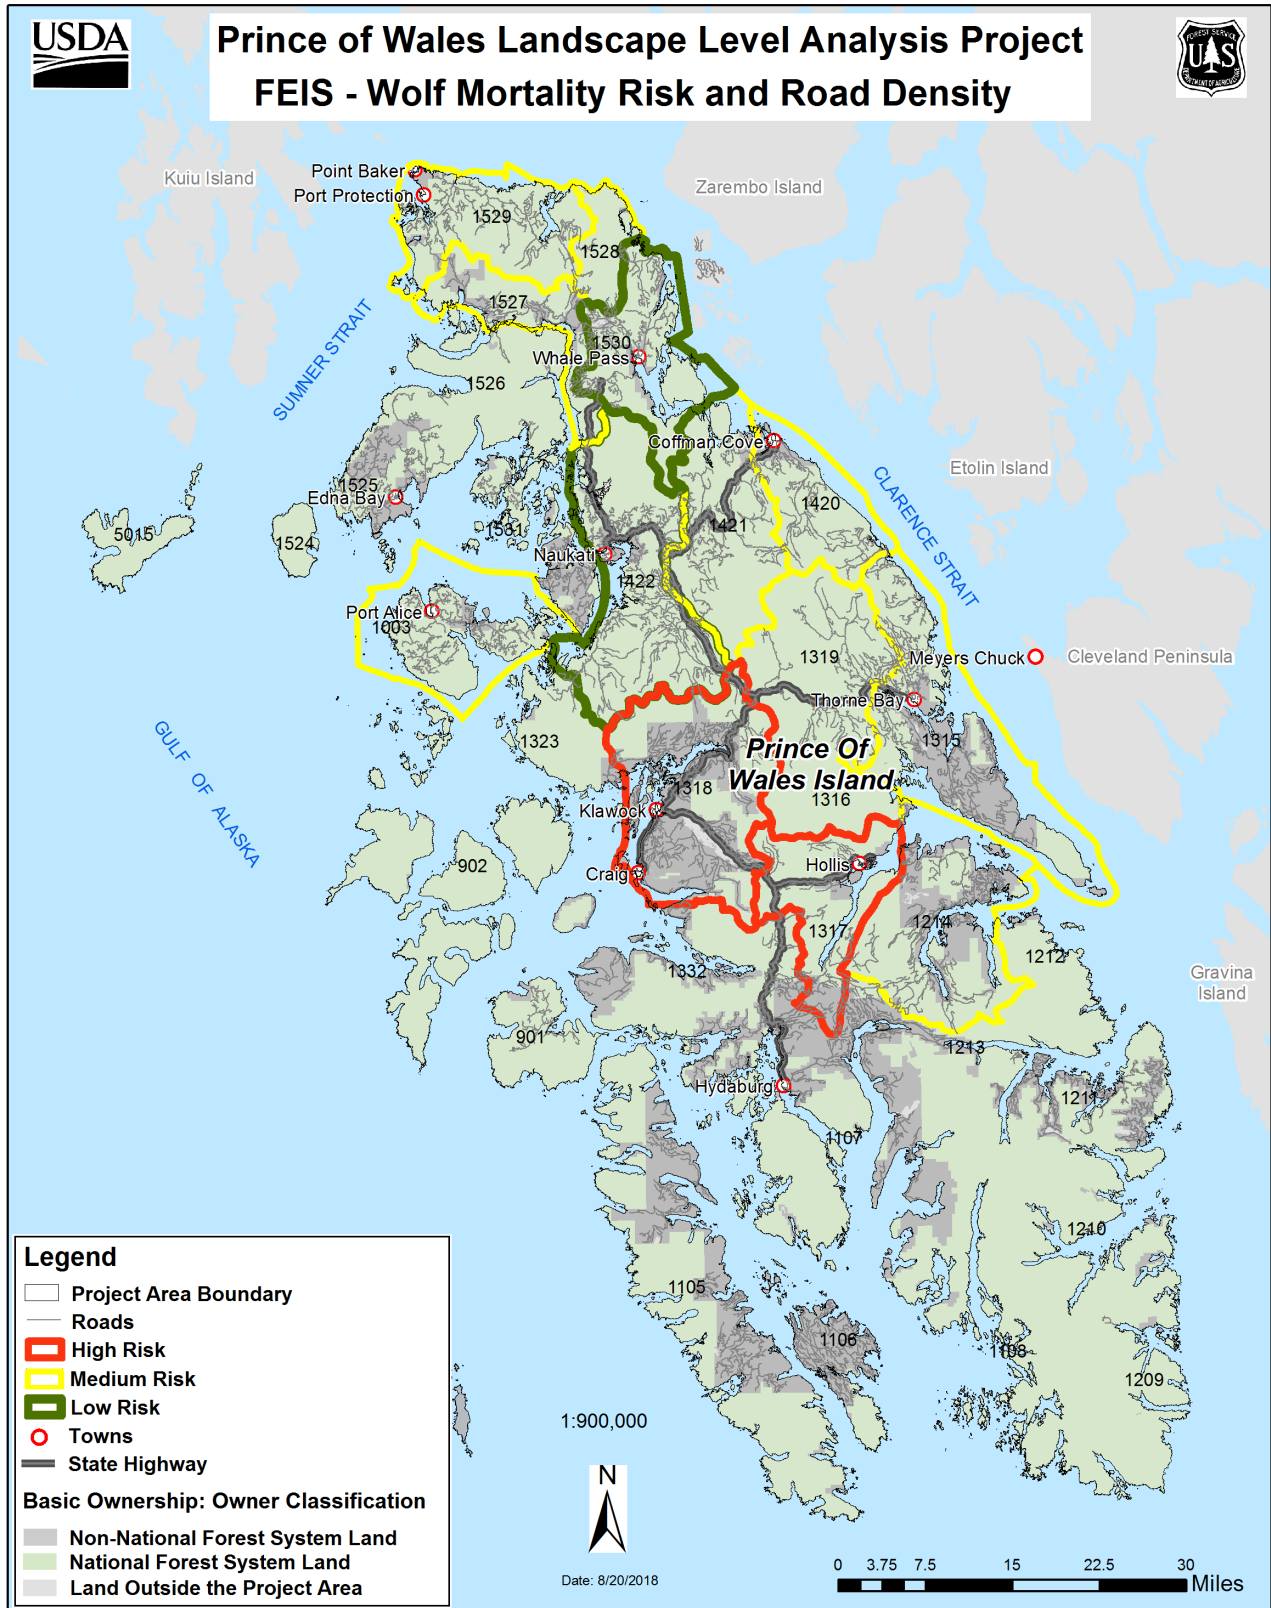 USDA
Prince of Wales Landscape Level Analysis Project
FEIS - Wolf Mortality Risk and Road Density
FOREST SERVICE
U S
DEPARTMENT OF AGRICULTURE
Kuiu Island
Point Baker
Port Protection
Zarembo Island
1529
1528
1527
SUMNER STRAIT
1530
Whale Pass
1526
Coffman Cove
Etolin Island
CLARENCE STRAIT
1525
Edna Bay
1420
5015
1524
1531
1421
Naukati
1422
Port Alice
1003
1319
Meyers Chuck
Cleveland Peninsula
Thorne Bay
GULF OF ALASKA
1323
1315
Prince Of
Wales Island
1318
1316
Klawock
902
Craig
Hollis
1317
1214
1212
1332
Gravina
Island
901
1213
Hydaburg
1211
1107
1210
1105
1106
1108
1209
Legend
Project Area Boundary
Roads
High Risk
Medium Risk
Low Risk
Towns
State Highway
Basic Ownership: Owner Classification
Non-National Forest System Land
National Forest System Land
Land Outside the Project Area
1:900,000
N
Date: 8/20/2018
0 3.75 7.5 15 22.5 30
Miles